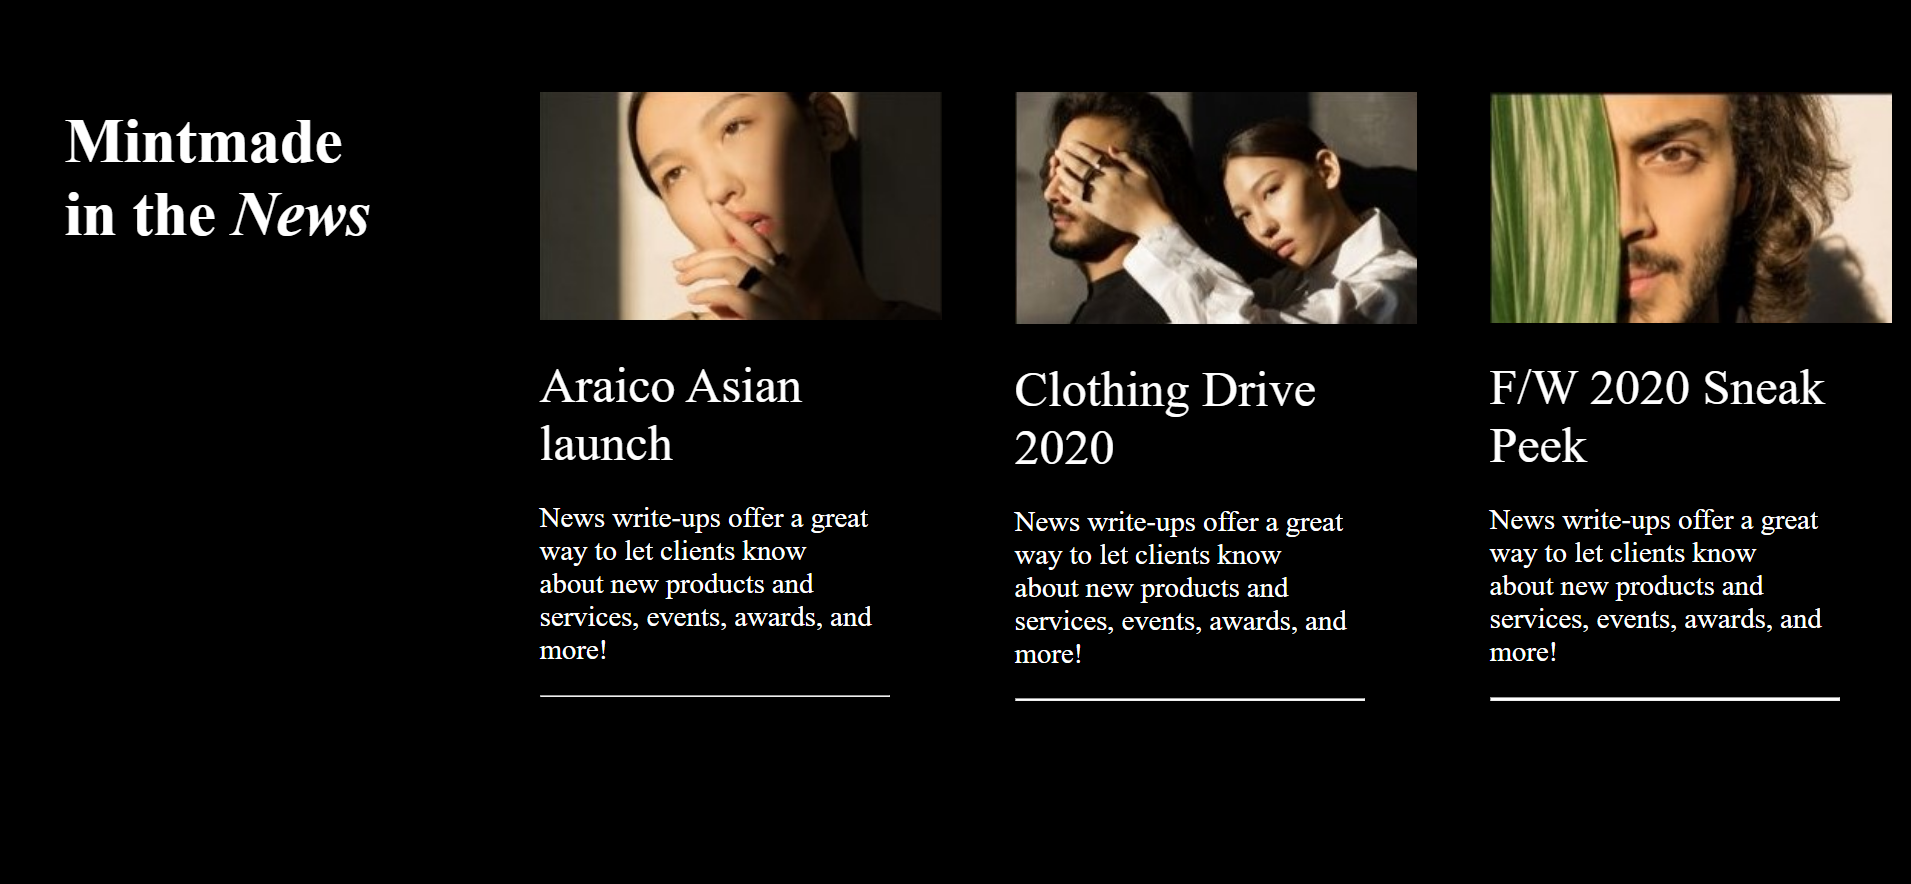 Mintmade
in the News
Araico Asian
launch
News write-ups offer a great
way to let clients know
about new products and
services, events, awards, and
more!
Clothing Drive
2020
News write-ups offer a great
way to let clients know
about new products and
services, events, awards, and
more!
F/W 2020 Sneak
Peek
News write-ups offer a great
way to let clients know
about new products and
services, events, awards, and
more!